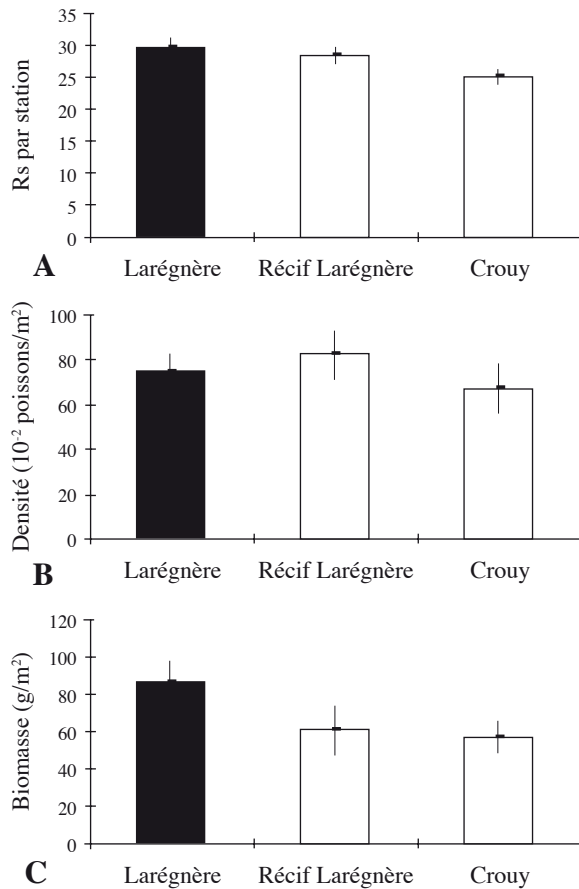 35
30
25
20
15
10
5
0
Rs par station
A
Larégnère Récif Larégnère Crouy
100
80
60
40
20
0
Densité (10⁻² poissons/m²)
B
Larégnère Récif Larégnère Crouy
120
100
80
60
40
20
0
Biomasse (g/m²)
C
Larégnère Récif Larégnère Crouy